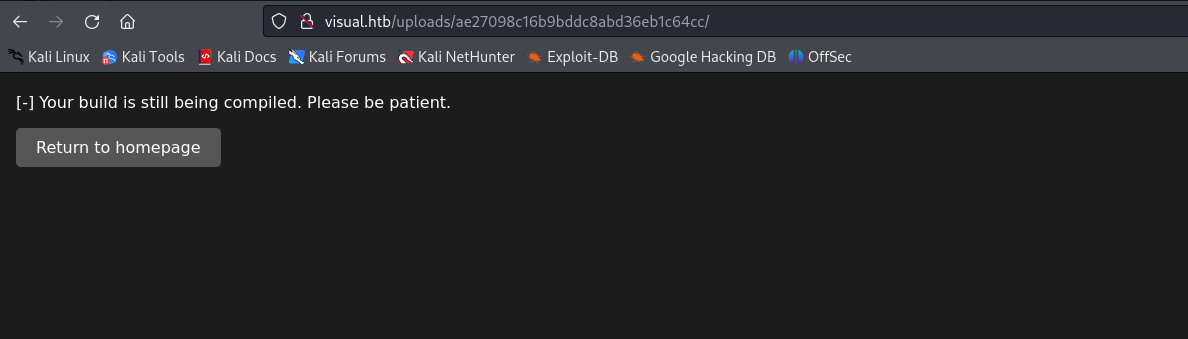 visual.htb/uploads/ae27098c16b9bddc8abd36eb1c64cc/
Kali Linux Kali Tools Kali Docs Kali Forums Kali NetHunter Exploit-DB Google Hacking DB OffSec
[-] Your build is still being compiled. Please be patient.
Return to homepage